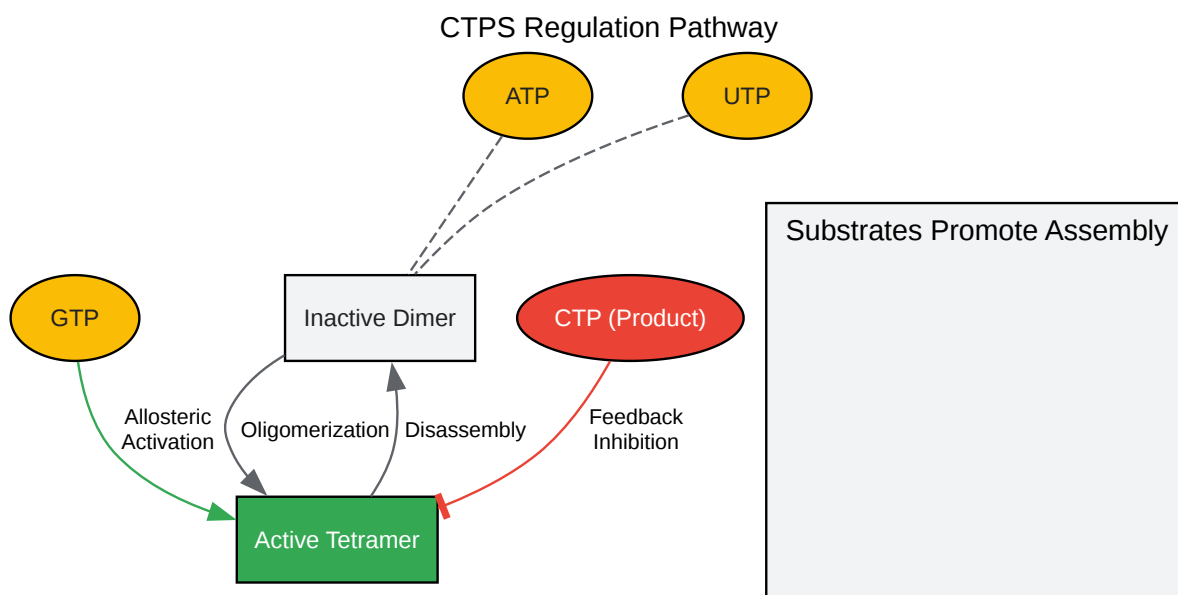 CTPS Regulation Pathway
ATP
UTP
Substrates Promote Assembly
GTP
Inactive Dimer
CTP (Product)
Allosteric
Activation
Oligomerization
Disassembly
Feedback
Inhibition
Active Tetramer